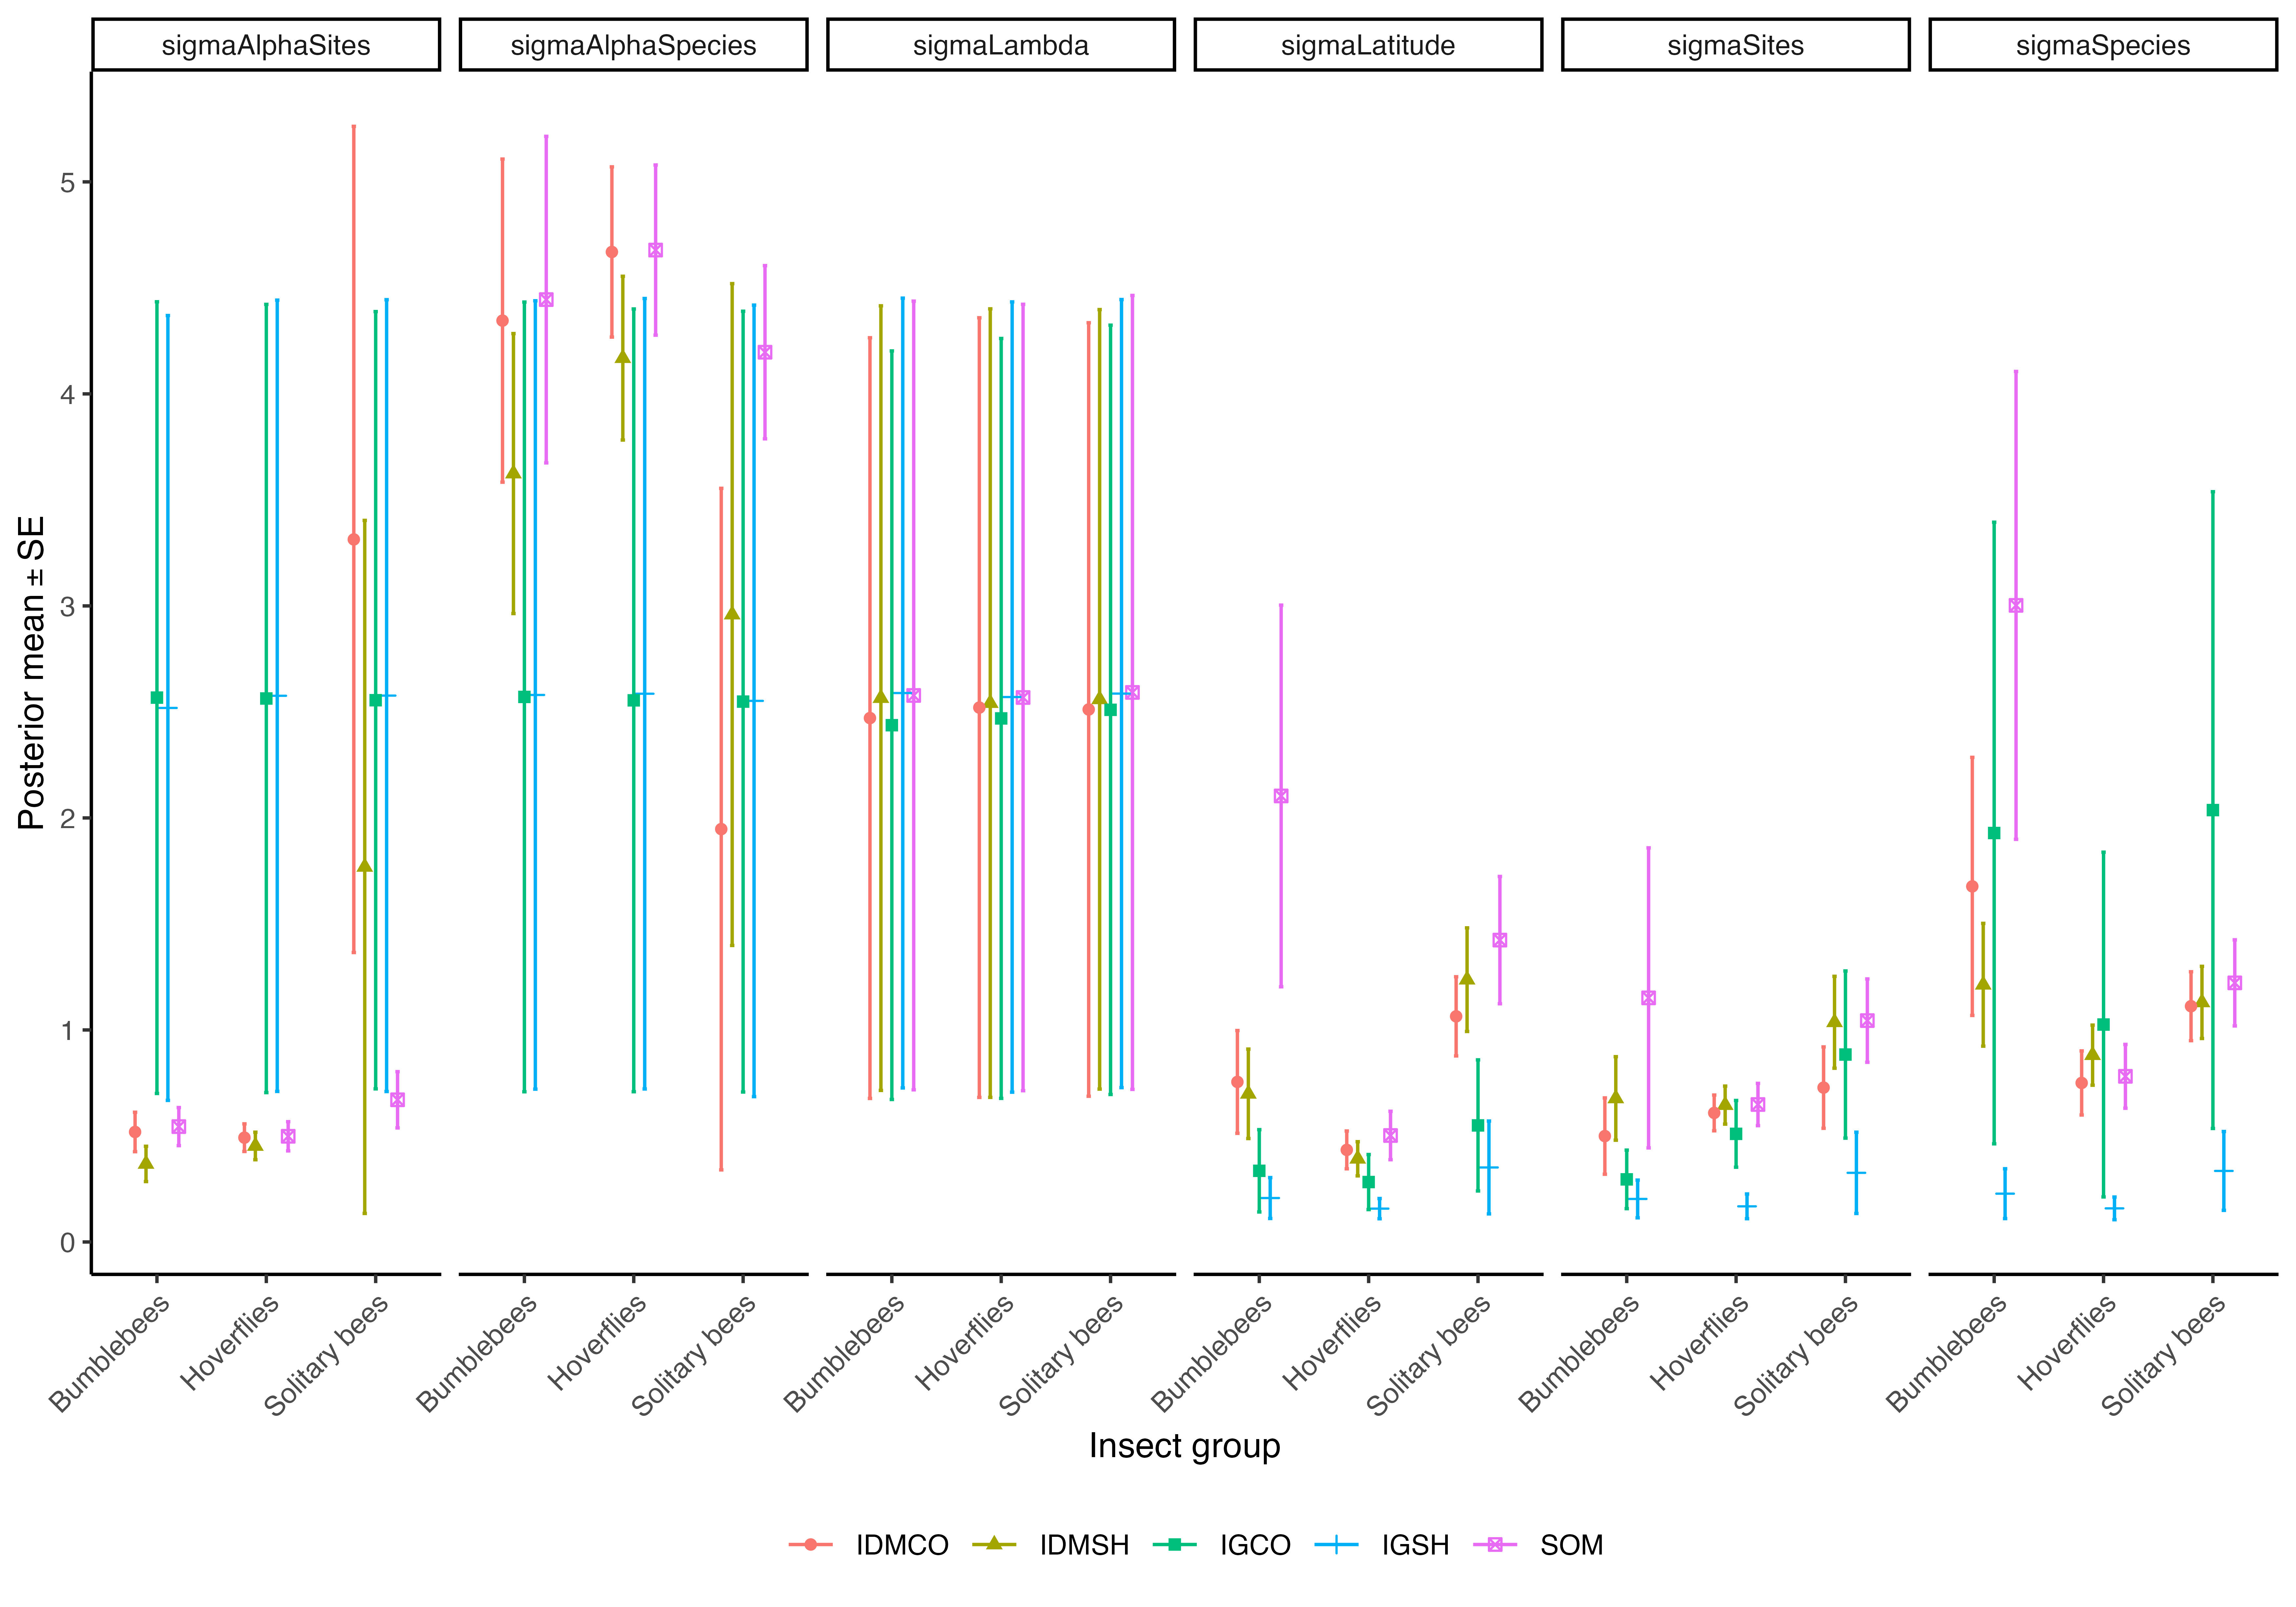 sigmaAlphaSites sigmaAlphaSpecies sigmaLambda sigmaLatitude sigmaSites sigmaSpecies
Posterior mean ± SE
5
4
3
2
1
0
Bumblebees Hoverflies Solitary bees Bumblebees Hoverflies Solitary bees Bumblebees Hoverflies Solitary bees Bumblebees Hoverflies Solitary bees Bumblebees Hoverflies Solitary bees Bumblebees Hoverflies Solitary bees
Insect group
IDMCO IDMSH IGCO IGSH SOM